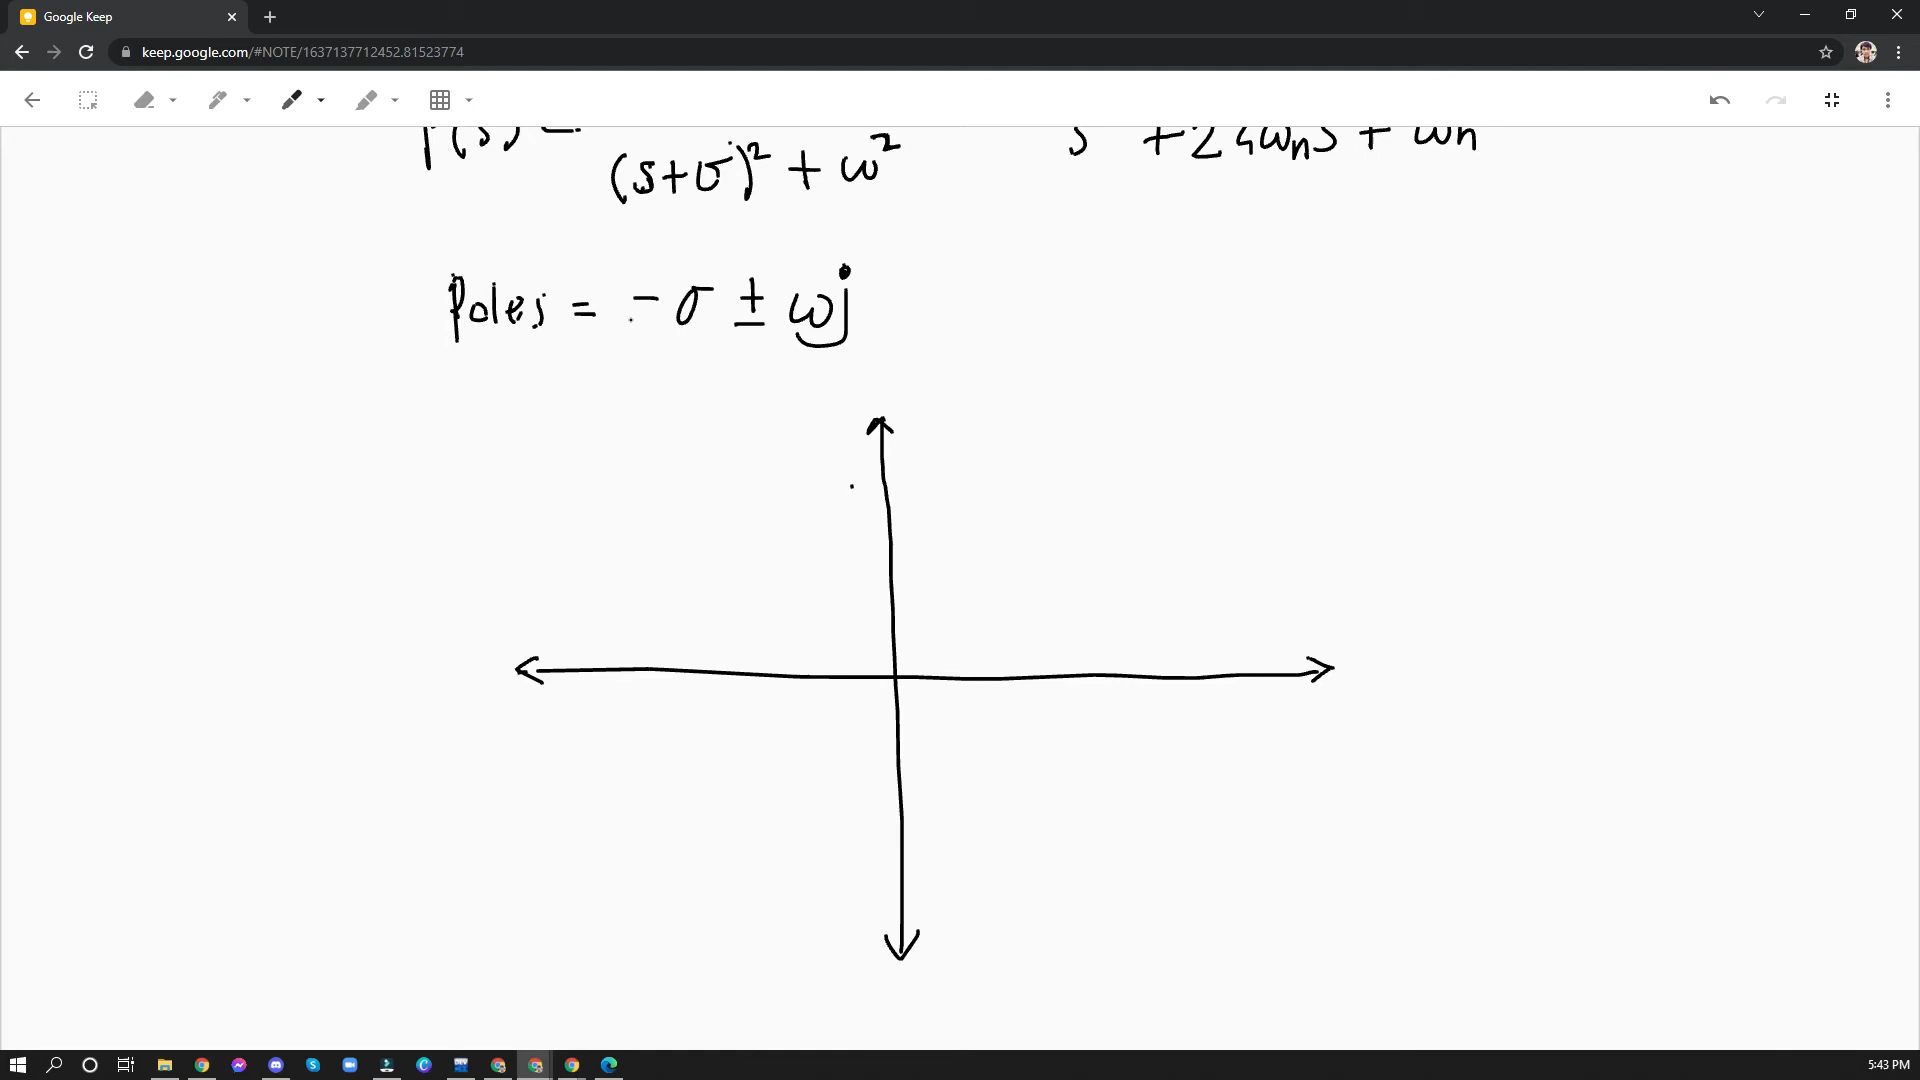 Google Keep
keep.google.com/#NOTE/1637137712452.81523774
(s+σ)² + ω²
+2ζωₙs + ωn
Poles = - σ ± ωj
5:43 PM